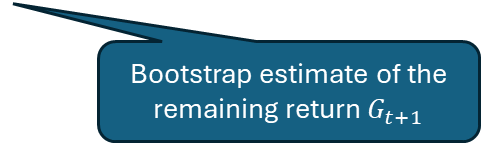 Bootstrap estimate of the
remaining return $G_{t+1}$